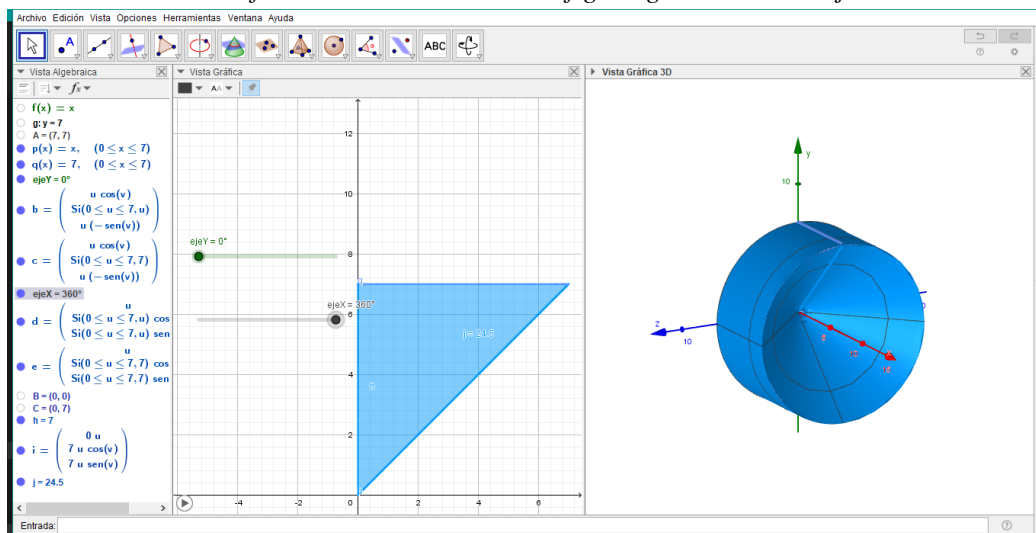 Archivo Edición Vista Opciones Herramientas Ventana Ayuda
ABC
Vista Algebraica
Vista Gráfica
Vista Gráfica 3D
f(x) = x
g: y = 7
A = (7, 7)
p(x) = x, (0 ≤ x ≤ 7)
q(x) = 7, (0 ≤ x ≤ 7)
ejeY = 0°
u cos(v)
b = Si(0 ≤ u ≤ 7, u)
u (− sen(v))
u cos(v)
c = Si(0 ≤ u ≤ 7, 7)
u (− sen(v))
ejeX = 360°
u
d = Si(0 ≤ u ≤ 7, u) cos
Si(0 ≤ u ≤ 7, u) sen
u
e = Si(0 ≤ u ≤ 7, 7) cos
Si(0 ≤ u ≤ 7, 7) sen
B = (0, 0)
C = (0, 7)
h = 7
0 u
i = 7 u cos(v)
7 u sen(v)
j = 24.5
12
10
8
6
4
2
0
-4
-2
2
4
6
ejeY = 0°
ejeX = 360°
j = 24.5
y
10
z
10
Entrada: